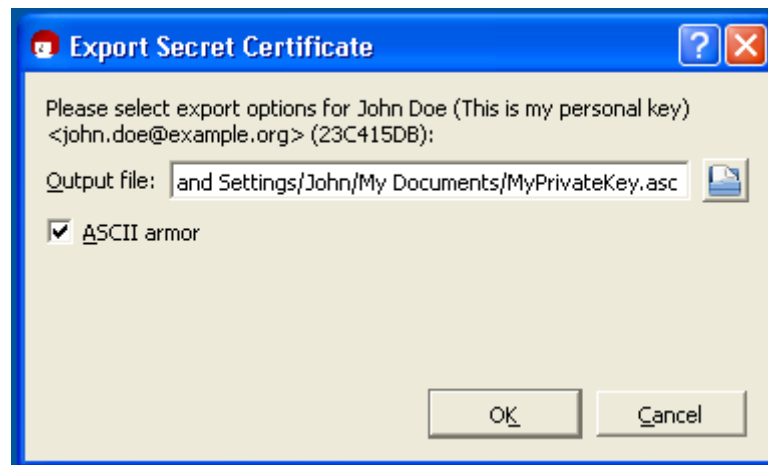 Export Secret Certificate
Please select export options for John Doe (This is my personal key)
<john.doe@example.org> (23C415DB):
Output file: and Settings/John/My Documents/MyPrivateKey.asc
ASCII armor
OK Cancel